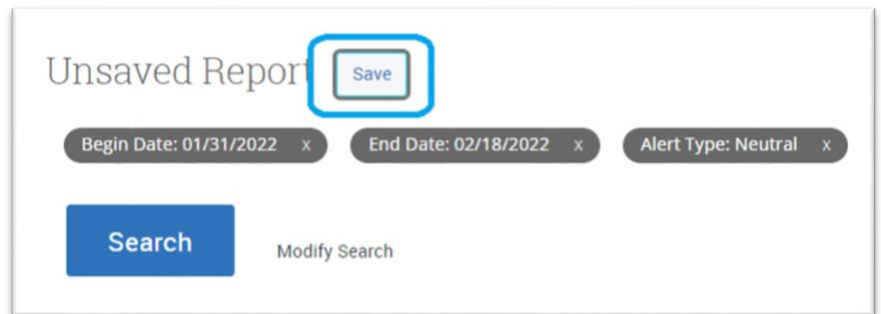 Unsaved Report Save
Begin Date: 01/31/2022 x End Date: 02/18/2022 x Alert Type: Neutral x
Search Modify Search